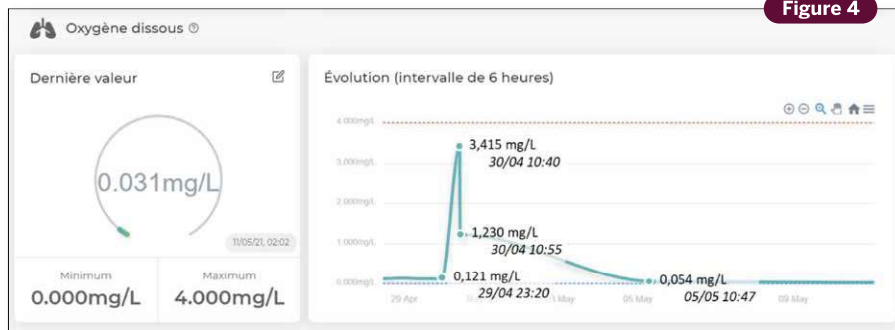 Figure 4
Oxygène dissous ?
Dernière valeur
0.031mg/L
11/05/21, 02:02
Minimum
0.000mg/L
Maximum
4.000mg/L
Évolution (intervalle de 6 heures)
4.000mg/L
3,415 mg/L
30/04 10:40
3.000mg/L
2.000mg/L
1,230 mg/L
30/04 10:55
1.000mg/L
0,121 mg/L
29/04 23:20
0,054 mg/L
05/05 10:47
0.000mg/L
29 Apr
May
05 May
09 May